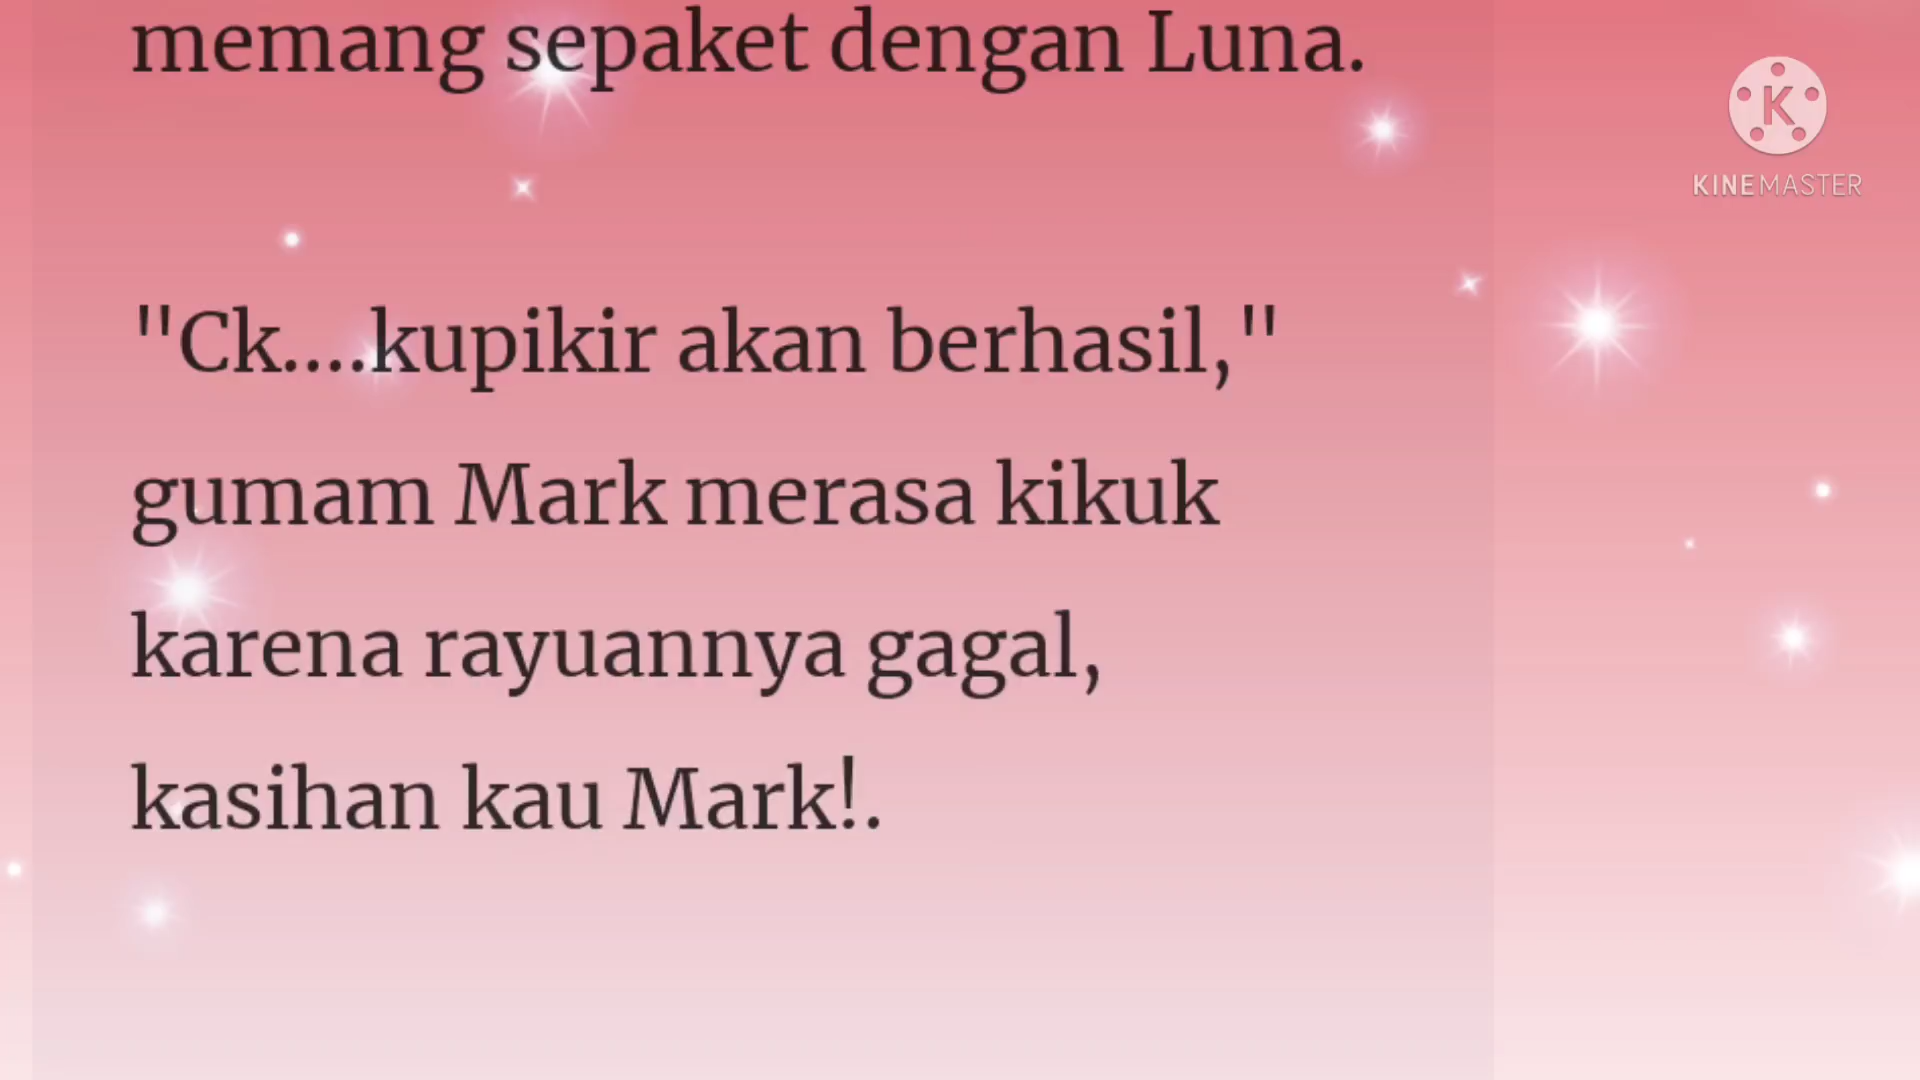 memang sepaket dengan Luna.
K
KINEMASTER
"Ck....kupikir akan berhasil,"
gumam Mark merasa kikuk
karena rayuannya gagal,
kasihan kau Mark!.